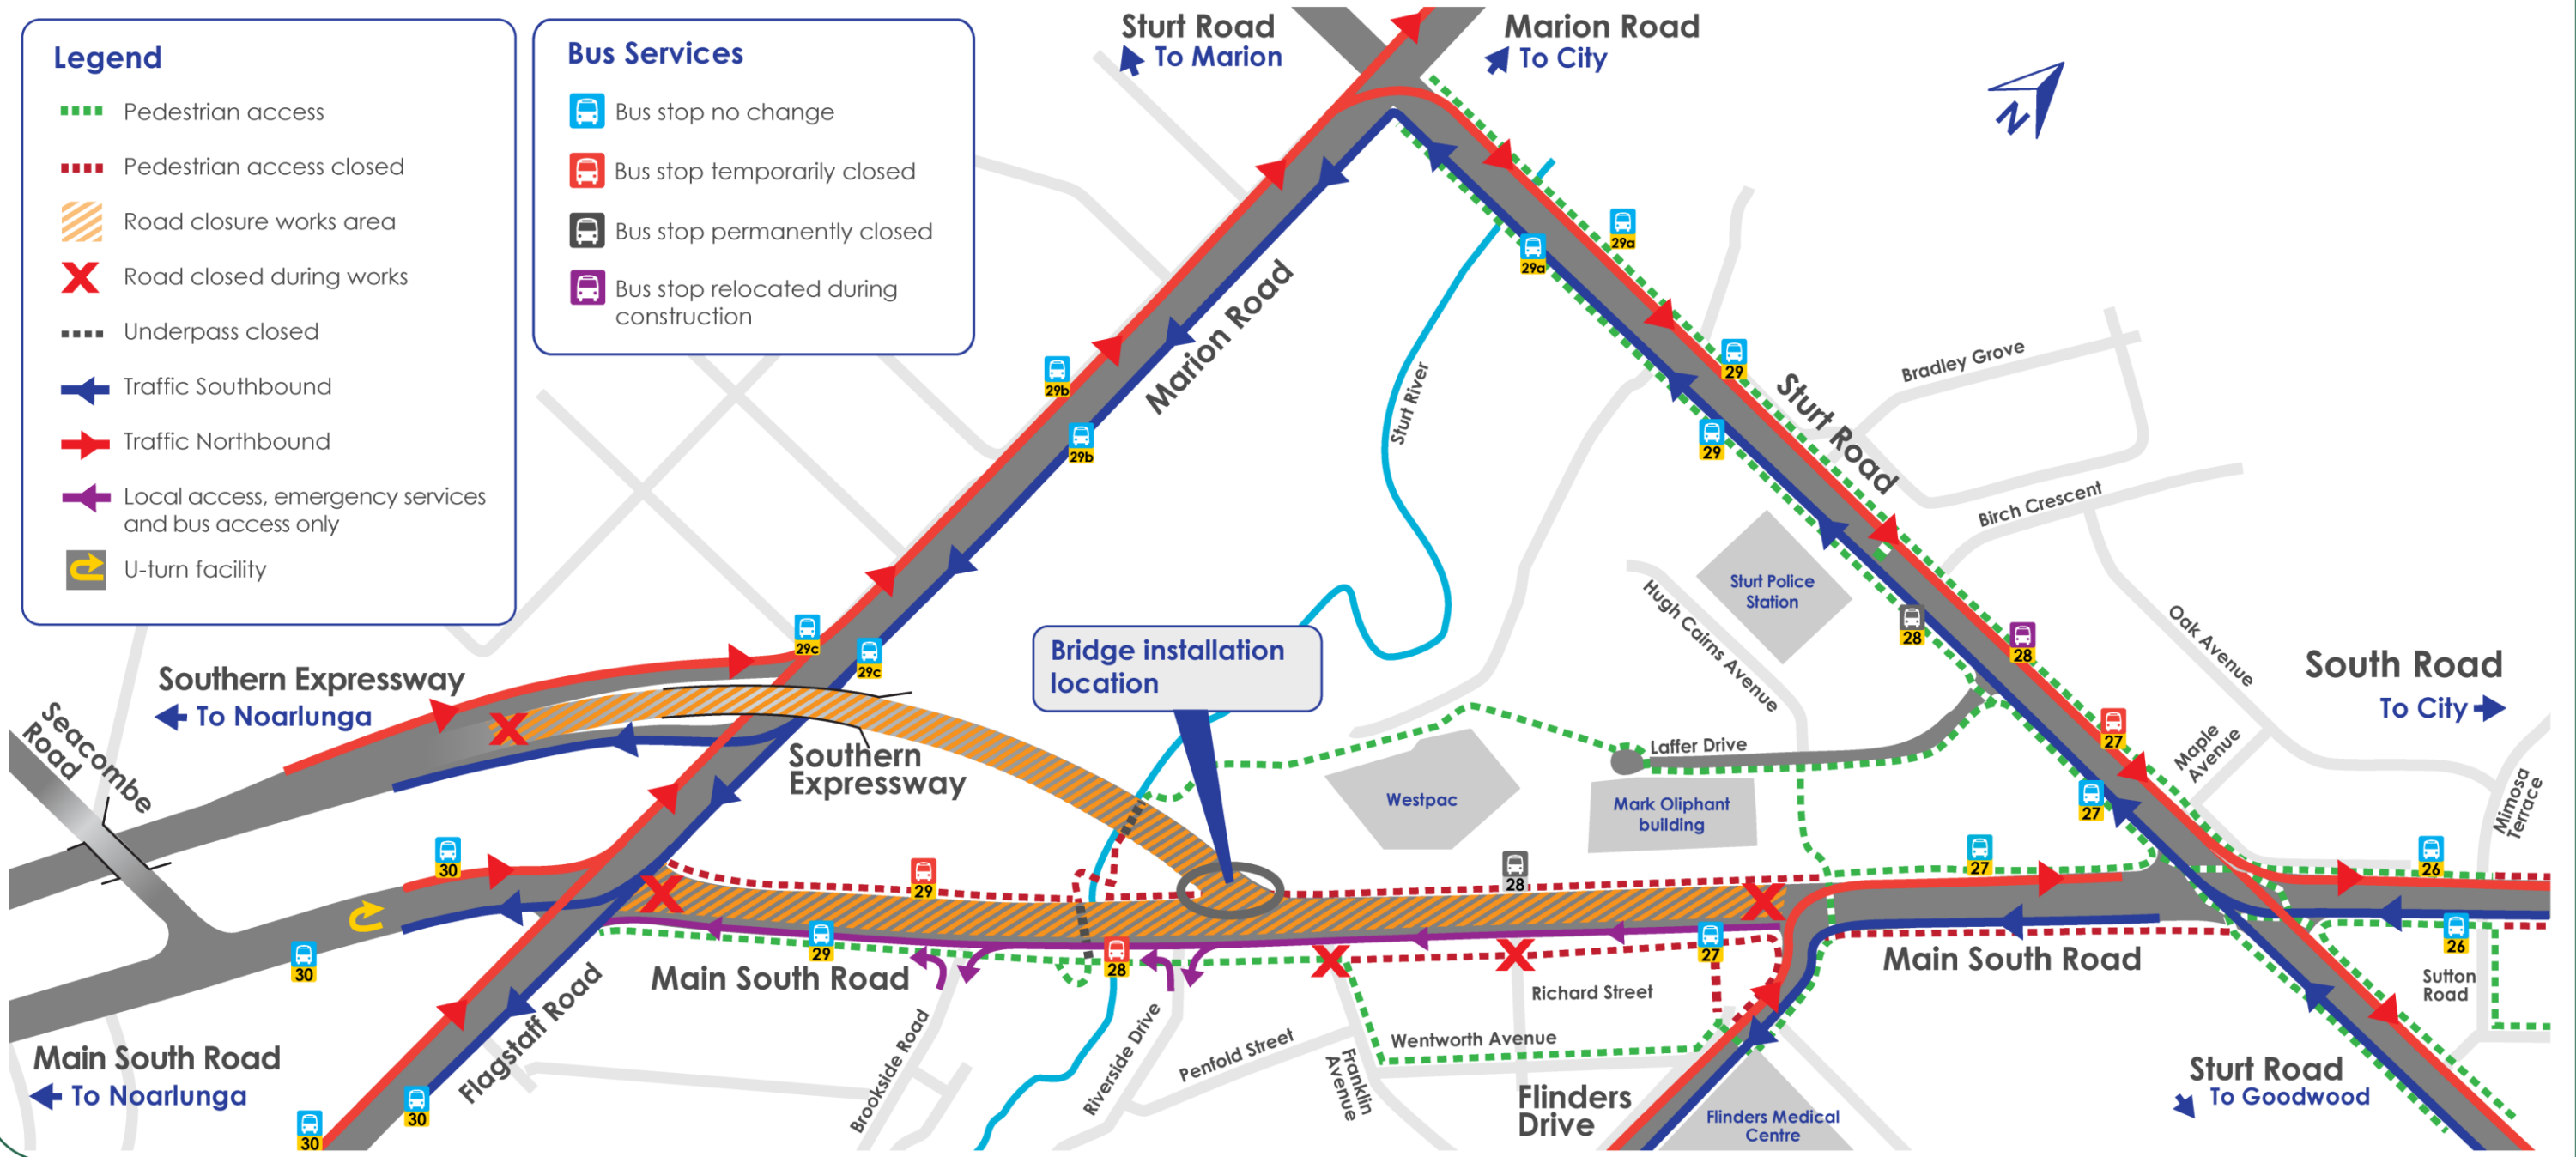 Legend
Pedestrian access
Pedestrian access closed
Road closure works area
Road closed during works
Underpass closed
Traffic Southbound
Traffic Northbound
Local access, emergency services
and bus access only
U-turn facility
Bus Services
Bus stop no change
Bus stop temporarily closed
Bus stop permanently closed
Bus stop relocated during
construction
Sturt Road
To Marion
Marion Road
To City
N
29a
29a
29
29
29b
29b
Marion Road
Sturt River
Sturt Road
Bradley Grove
Birch Crescent
Sturt Police
Station
Hugh Cairns Avenue
Oak Avenue
28
28
29c
29c
Bridge installation
location
Southern Expressway
To Noarlunga
Seacombe
Road
Southern
Expressway
South Road
To City
27
27
Maple
Avenue
Mimosa
Terrace
Laffer Drive
Westpac
Mark Oliphant
building
30
29
28
27
26
30
29
28
27
26
Main South Road
Main South Road
Richard Street
Sutton
Road
Wentworth Avenue
Penfold Street
Franklin
Avenue
Riverside Drive
Brookside Road
Flagstaff Road
Main South Road
To Noarlunga
30
30
Flinders
Drive
Flinders Medical
Centre
Sturt Road
To Goodwood